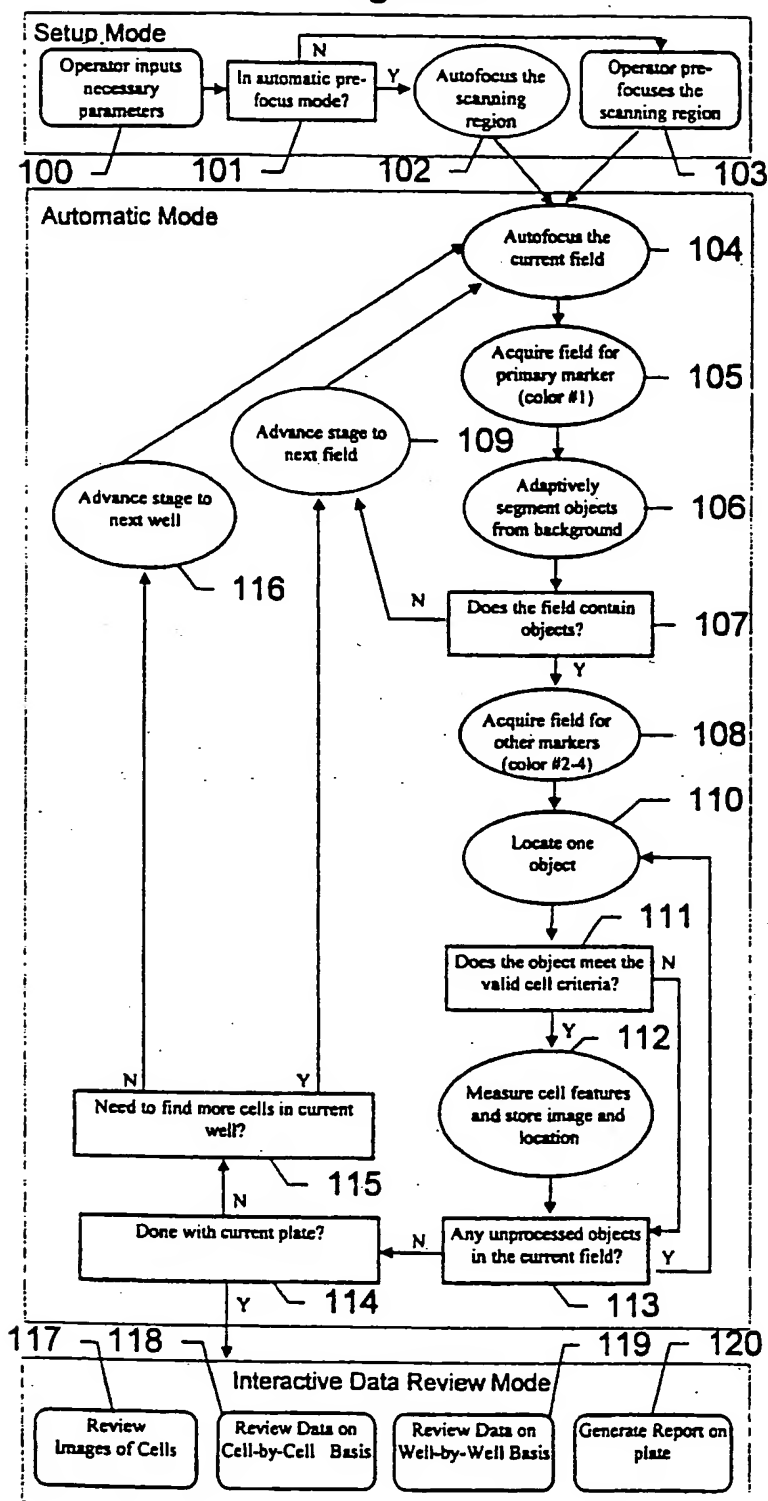 Setup Mode
N
Operator inputs
necessary
parameters
In automatic pre-
focus mode?
Y
Autofocus the
scanning
region
Operator pre-
focuses the
scanning region
100
101
102
103
Automatic Mode
Autofocus the
current field
104
Acquire field for
primary marker
(color #1)
105
Advance stage to
next field
109
Adaptively
segment objects
from background
106
Advance stage to
next well
116
N
Does the field contain
objects?
107
Y
Acquire field for
other markers
(color #2-4)
108
110
Locate one
object
111
Does the object meet the
valid cell criteria?
N
Y
112
Measure cell features
and store image and
location
N
Y
Need to find more cells in current
well?
115
N
Done with current plate?
N
Any unprocessed objects
in the current field?
Y
114
113
Y
117
118
119
120
Interactive Data Review Mode
Review
Images of Cells
Review Data on
Cell-by-Cell Basis
Review Data on
Well-by-Well Basis
Generate Report on
plate